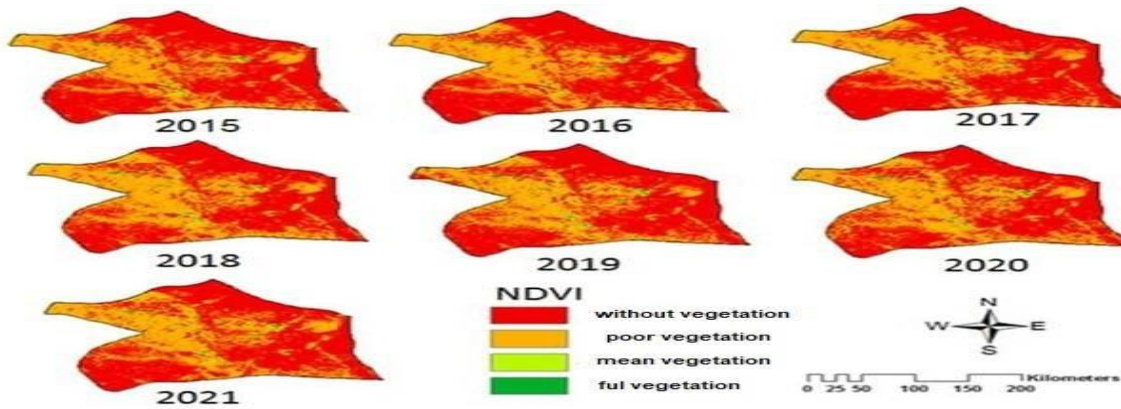 2015
2016
2017
2018
2019
2020
2021
NDVI
without vegetation
poor vegetation
mean vegetation
ful vegetation
N
W E
S
Kilometers
0 25 50 100 150 200